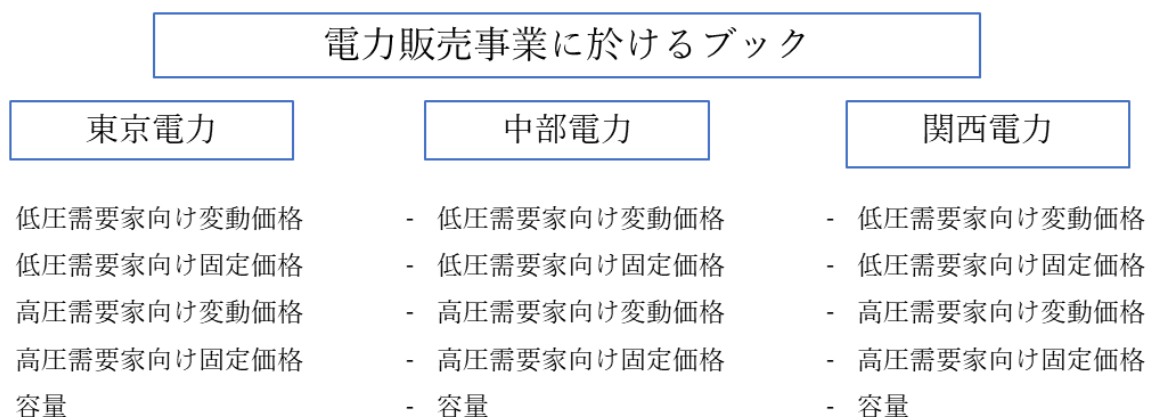 電力販売事業に於けるブック
東京電力
中部電力
関西電力
低圧需要家向け変動価格
低圧需要家向け固定価格
高圧需要家向け変動価格
高圧需要家向け固定価格
容量
- 低圧需要家向け変動価格
- 低圧需要家向け固定価格
- 高圧需要家向け変動価格
- 高圧需要家向け固定価格
- 容量
- 低圧需要家向け変動価格
- 低圧需要家向け固定価格
- 高圧需要家向け変動価格
- 高圧需要家向け固定価格
- 容量